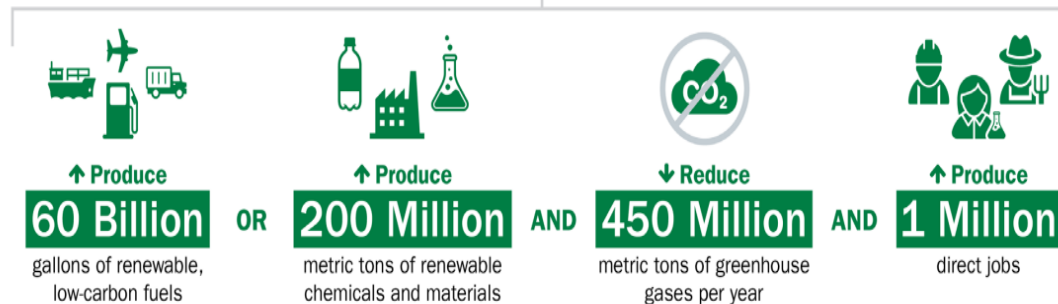 CO₂
↑ Produce
60 Billion
gallons of renewable,
low-carbon fuels
OR
↑ Produce
200 Million
metric tons of renewable
chemicals and materials
AND
↓ Reduce
450 Million
metric tons of greenhouse
gases per year
AND
↑ Produce
1 Million
direct jobs